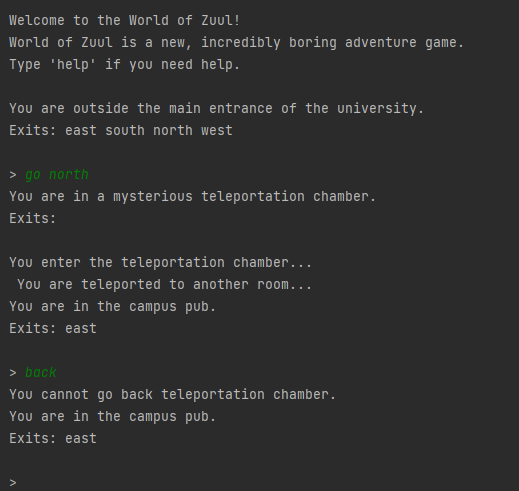 Welcome to the World of Zuul!
World of Zuul is a new, incredibly boring adventure game.
Type 'help' if you need help.
You are outside the main entrance of the university.
Exits: east south north west
> go north
You are in a mysterious teleportation chamber.
Exits:
You enter the teleportation chamber...
You are teleported to another room...
You are in the campus pub.
Exits: east
> back
You cannot go back teleportation chamber.
You are in the campus pub.
Exits: east
>